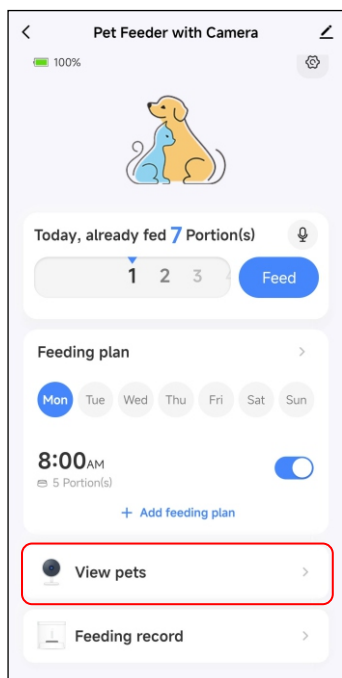 Pet Feeder with Camera
100%
Today, already fed 7 Portion(s)
1 2 3 4 Feed
Feeding plan
Mon Tue Wed Thu Fri Sat Sun
8:00AM
5 Portion(s)
+ Add feeding plan
View pets
Feeding record